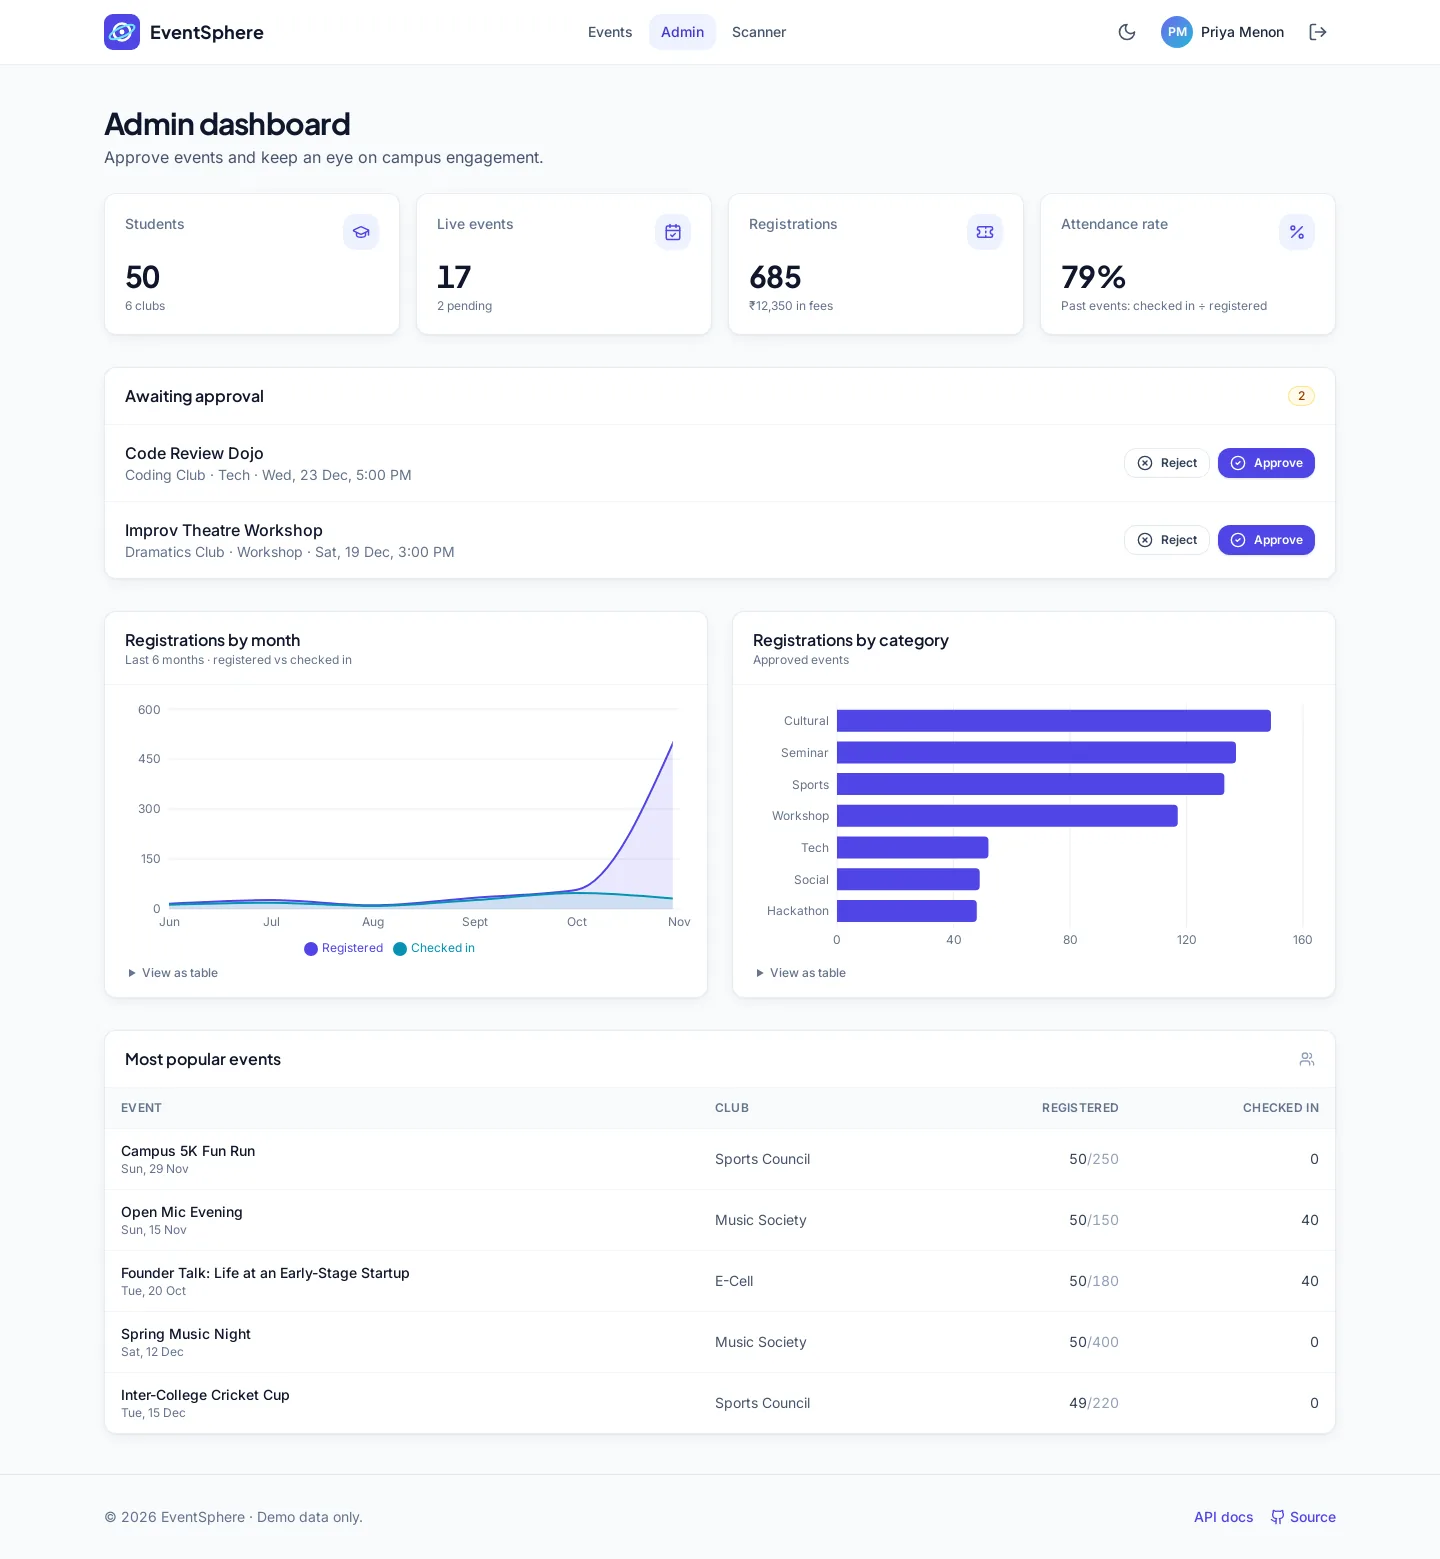 EventSphere
Events
Admin
Scanner
PM
Priya Menon
Admin dashboard
Approve events and keep an eye on campus engagement.
Students
50
6 clubs
Live events
17
2 pending
Registrations
685
₹12,350 in fees
Attendance rate
79%
Past events: checked in ÷ registered
Awaiting approval
2
Code Review Dojo
Coding Club · Tech · Wed, 23 Dec, 5:00 PM
Reject
Approve
Improv Theatre Workshop
Dramatics Club · Workshop · Sat, 19 Dec, 3:00 PM
Reject
Approve
Registrations by month
Last 6 months · registered vs checked in
600
450
300
150
0
Jun
Jul
Aug
Sept
Oct
Nov
Registered
Checked in
View as table
Registrations by category
Approved events
Cultural
Seminar
Sports
Workshop
Tech
Social
Hackathon
0
40
80
120
160
View as table
Most popular events
EVENT
CLUB
REGISTERED
CHECKED IN
Campus 5K Fun Run
Sun, 29 Nov
Sports Council
50/250
0
Open Mic Evening
Sun, 15 Nov
Music Society
50/150
40
Founder Talk: Life at an Early-Stage Startup
Tue, 20 Oct
E-Cell
50/180
40
Spring Music Night
Sat, 12 Dec
Music Society
50/400
0
Inter-College Cricket Cup
Tue, 15 Dec
Sports Council
49/220
0
© 2026 EventSphere · Demo data only.
API docs
Source